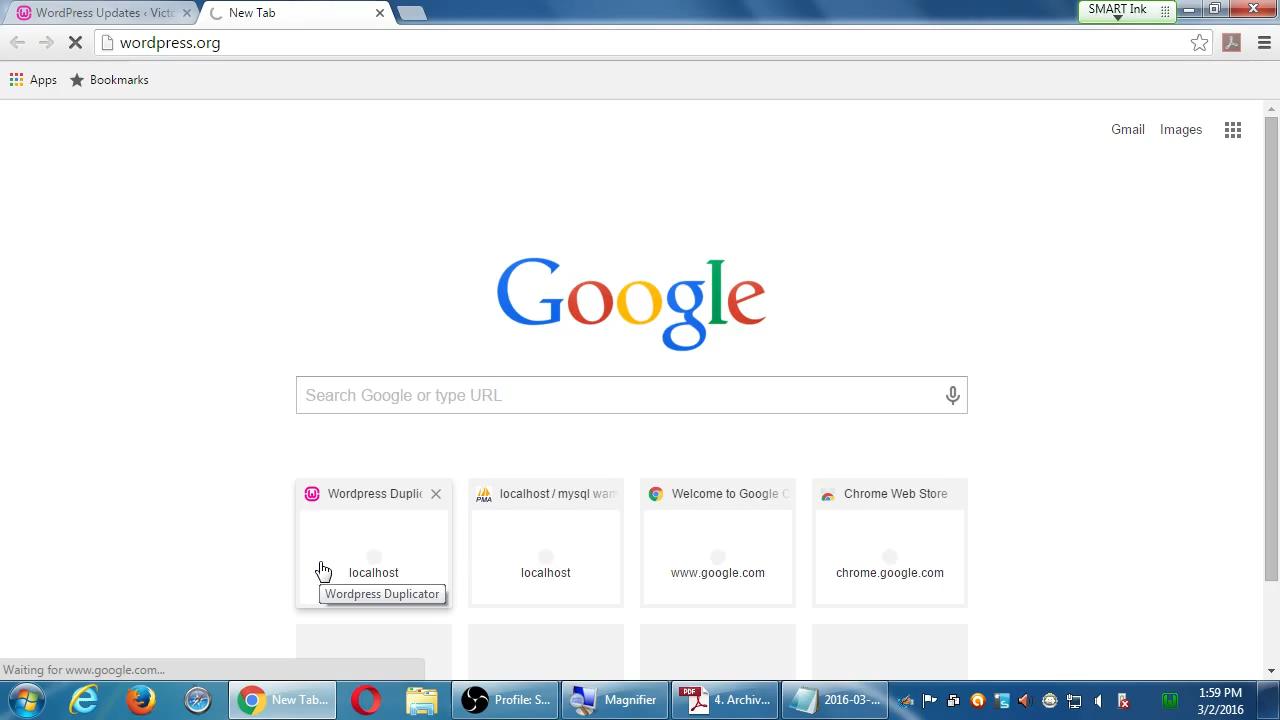 WordPress Updates ‹ Victo
New Tab
SMART Ink
wordpress.org
Apps
Bookmarks
Gmail
Images
Google
Search Google or type URL
Wordpress Duplic
localhost / mysql wam
Welcome to Google C
Chrome Web Store
localhost
localhost
www.google.com
chrome.google.com
Wordpress Duplicator
Waiting for www.google.com...
New Tab...
Profile: S...
Magnifier
PDF
4. Archiv...
2016-03-...
1:59 PM
3/2/2016